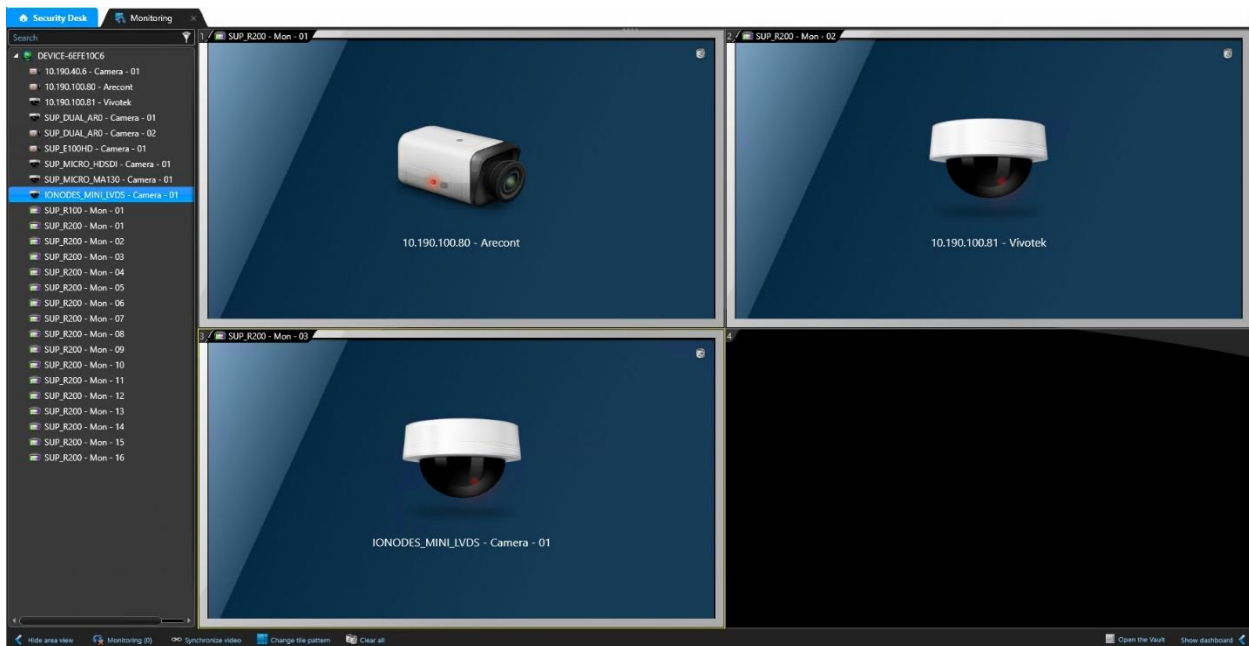 Security Desk
Monitoring
Search
DEVICE-6EFE10C6
10.190.40.6 - Camera - 01
10.190.100.80 - Arecont
10.190.100.81 - Vivotek
SUP_DUAL_AR0 - Camera - 01
SUP_DUAL_AR0 - Camera - 02
SUP_E100HD - Camera - 01
SUP_MICRO_HDSDI - Camera - 01
SUP_MICRO_MA130 - Camera - 01
IONODES_MINI_LVDS - Camera - 01
SUP_R100 - Mon - 01
SUP_R200 - Mon - 01
SUP_R200 - Mon - 02
SUP_R200 - Mon - 03
SUP_R200 - Mon - 04
SUP_R200 - Mon - 05
SUP_R200 - Mon - 06
SUP_R200 - Mon - 07
SUP_R200 - Mon - 08
SUP_R200 - Mon - 09
SUP_R200 - Mon - 10
SUP_R200 - Mon - 11
SUP_R200 - Mon - 12
SUP_R200 - Mon - 13
SUP_R200 - Mon - 14
SUP_R200 - Mon - 15
SUP_R200 - Mon - 16
1 SUP_R200 - Mon - 01
10.190.100.80 - Arecont
2 SUP_R200 - Mon - 02
10.190.100.81 - Vivotek
3 SUP_R200 - Mon - 03
IONODES_MINI_LVDS - Camera - 01
4
Hide area view
Monitoring (0)
Synchronize video
Change tile pattern
Clear all
Open the Vault
Show dashboard